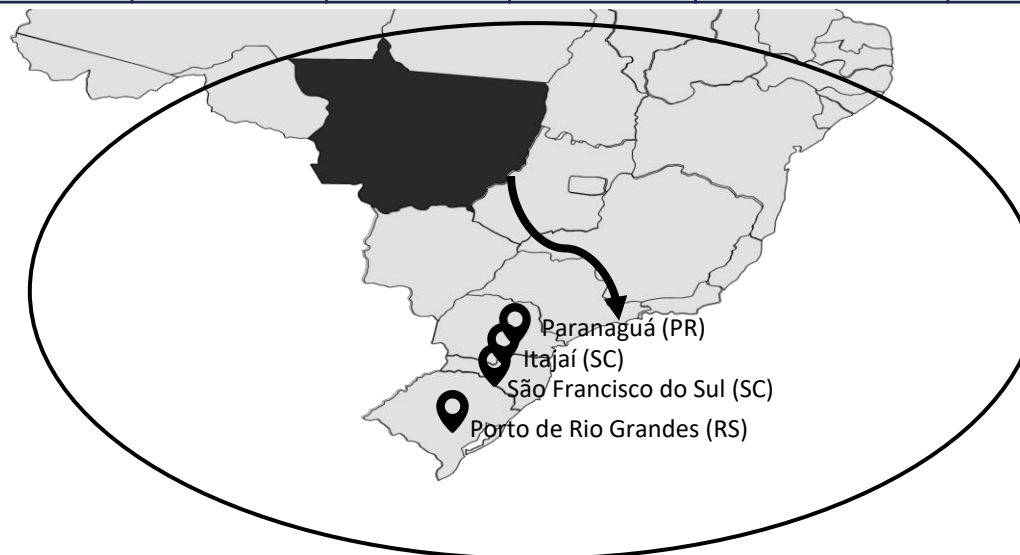 Paranaguá (PR)
Itajaí (SC)
São Francisco do Sul (SC)
Porto de Rio Grandes (RS)